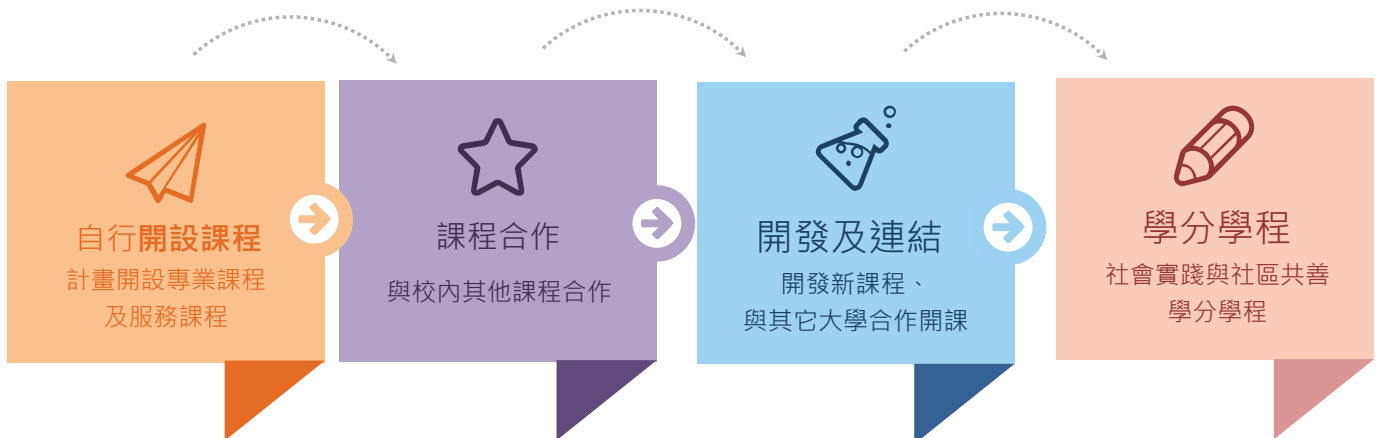 自行開設課程
計畫開設專業課程
及服務課程
課程合作
與校內其他課程合作
開發及連結
開發新課程、
與其它大學合作開課
學分學程
社會實踐與社區共善
學分學程